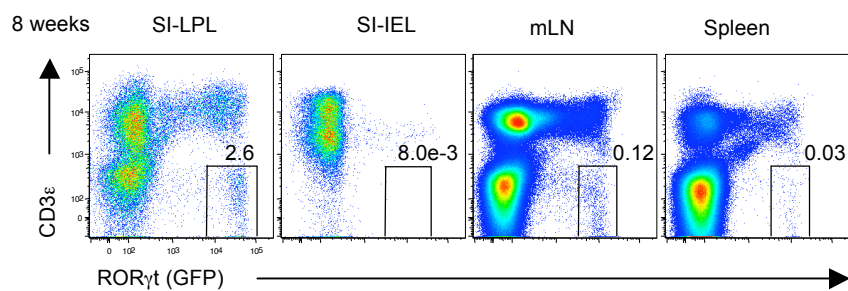 8 weeks SI-LPL SI-IEL mLN Spleen
10⁵
10⁴
10³
10²
0
CD3ε
2.6 8.0e-3 0.12 0.03
0 10² 10³ 10⁴ 10⁵
RORγt (GFP)